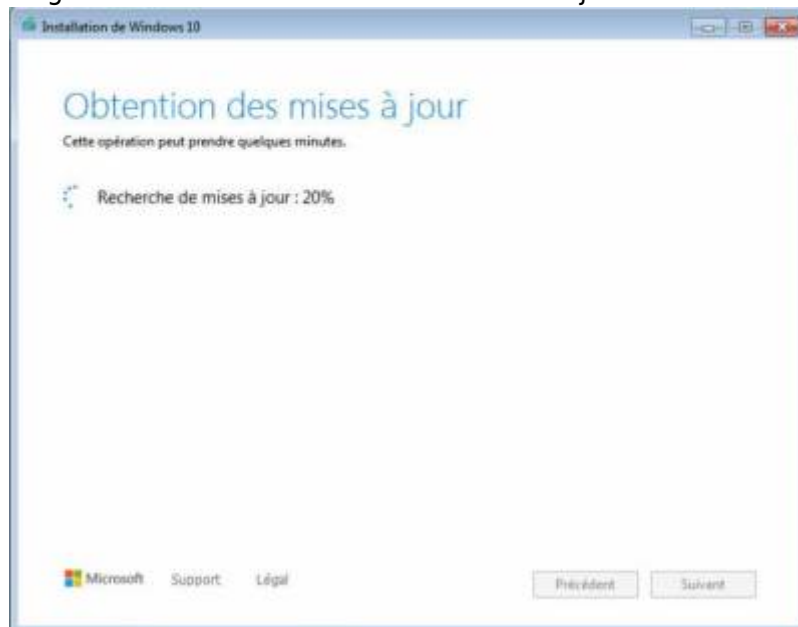 Installation de Windows 10
Obtention des mises à jour
Cette opération peut prendre quelques minutes.
Recherche de mises à jour : 20%
Microsoft Support Légal Précédent Suivant